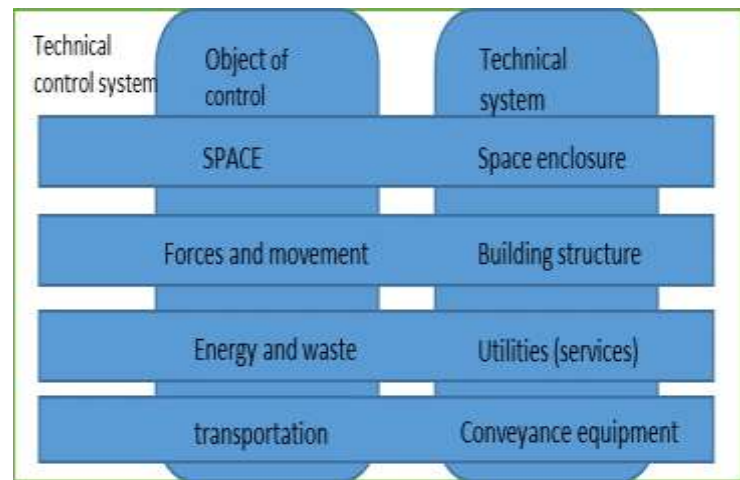 Technical
control system
Object of
control
Technical
system
SPACE
Space enclosure
Forces and movement
Building structure
Energy and waste
Utilities (services)
transportation
Conveyance equipment